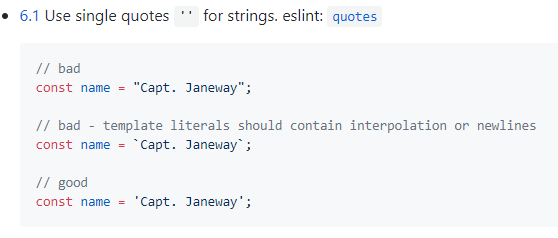 6.1 Use single quotes '' for strings. eslint: quotes
// bad
const name = "Capt. Janeway";
// bad - template literals should contain interpolation or newlines
const name = `Capt. Janeway`;
// good
const name = 'Capt. Janeway';